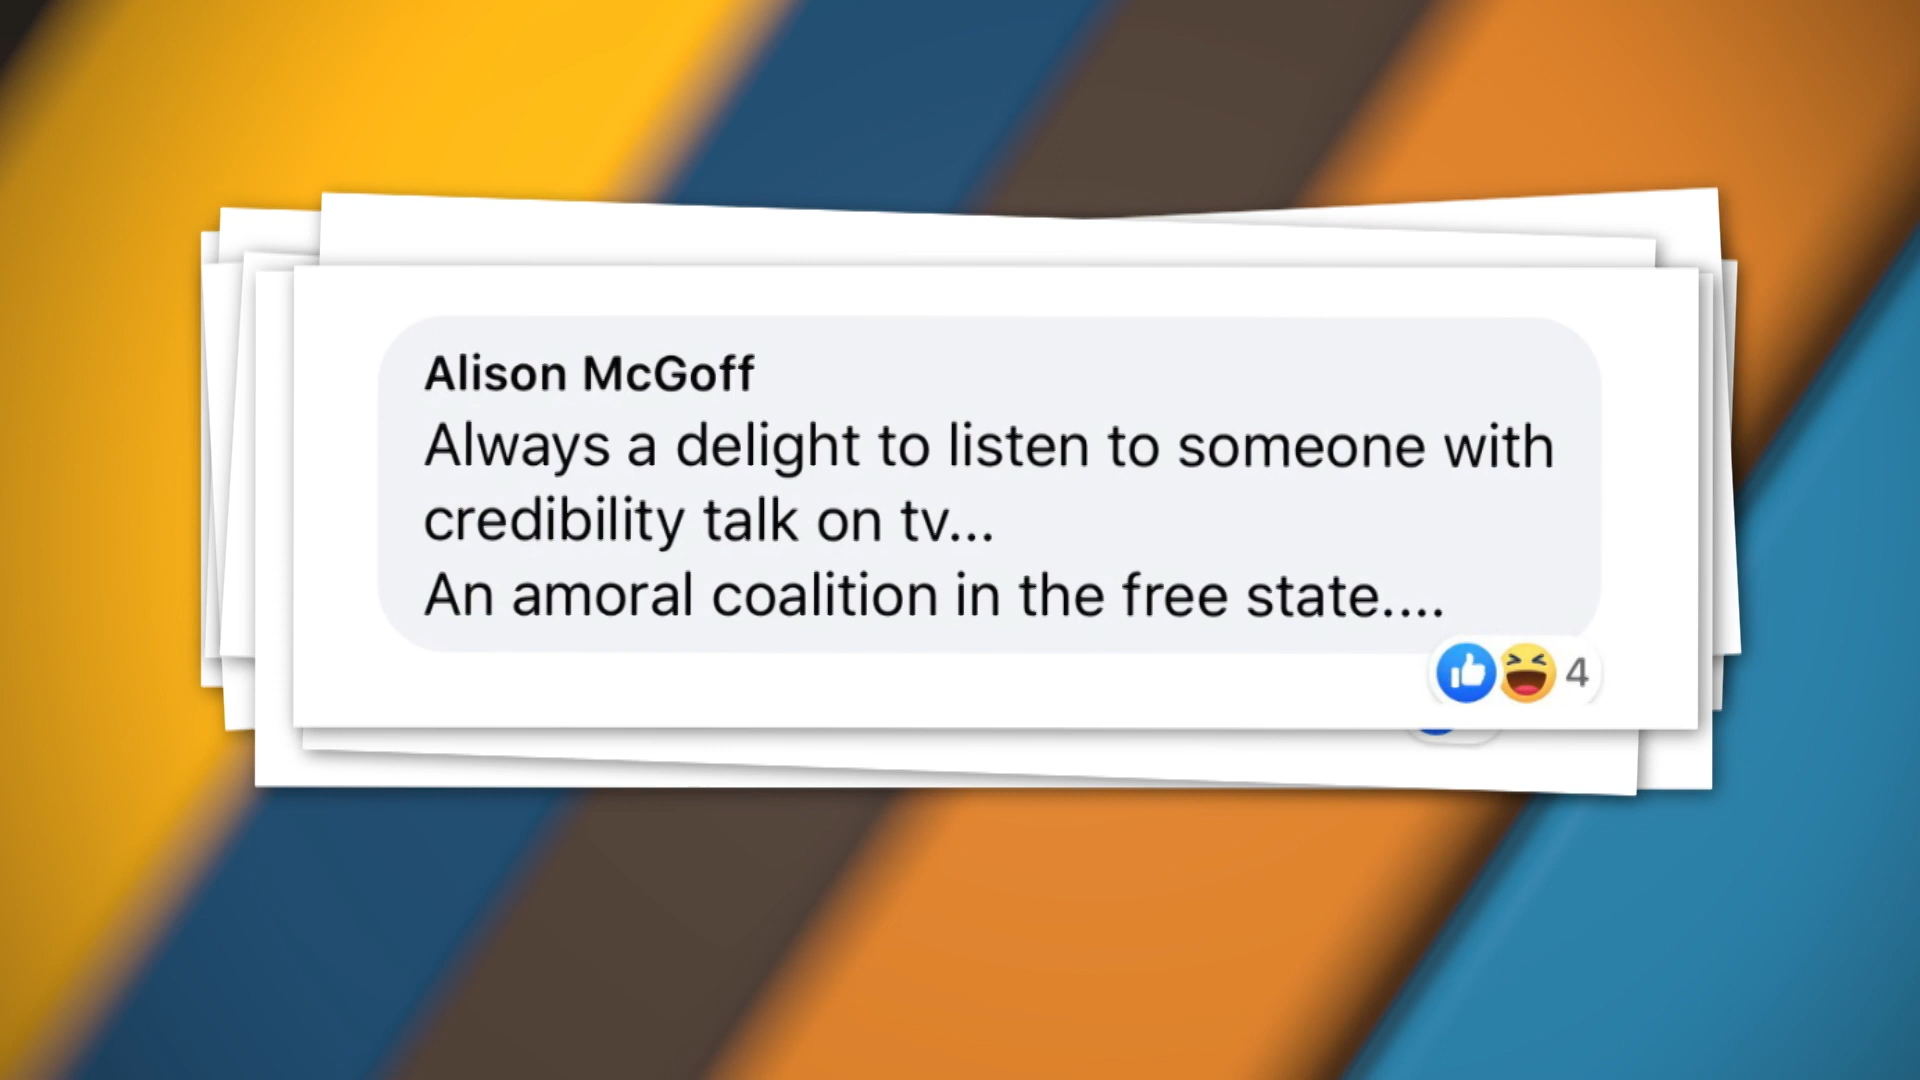 Alison McGoff
Always a delight to listen to someone with
credibility talk on tv...
An amoral coalition in the free state....
4